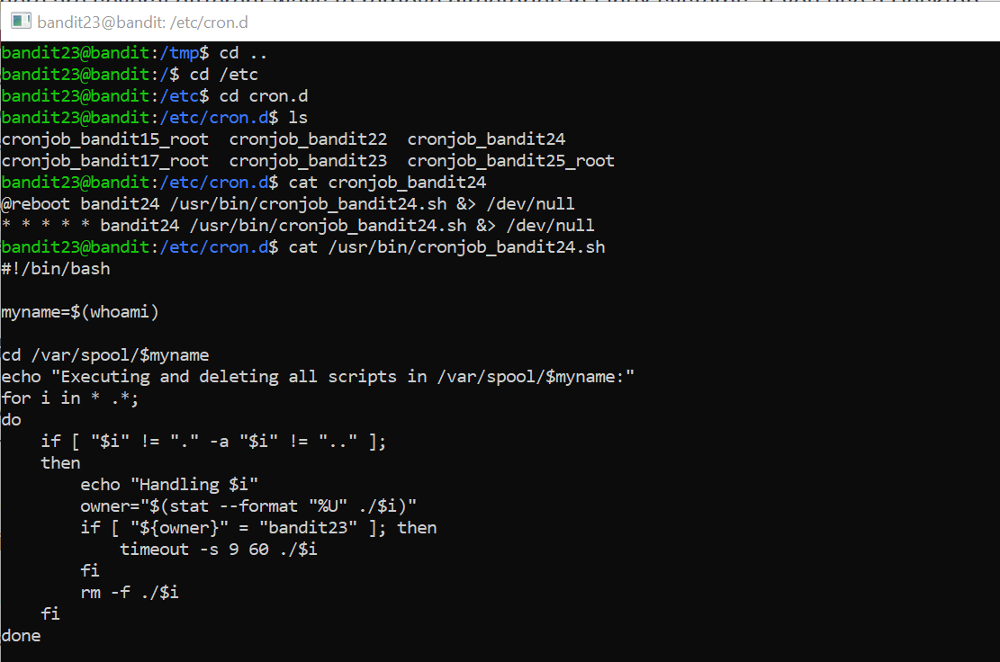 bandit23@bandit: /etc/cron.d
bandit23@bandit:/tmp$ cd ..
bandit23@bandit:/$ cd /etc
bandit23@bandit:/etc$ cd cron.d
bandit23@bandit:/etc/cron.d$ ls
cronjob_bandit15_root  cronjob_bandit22  cronjob_bandit24
cronjob_bandit17_root  cronjob_bandit23  cronjob_bandit25_root
bandit23@bandit:/etc/cron.d$ cat cronjob_bandit24
@reboot bandit24 /usr/bin/cronjob_bandit24.sh &> /dev/null
* * * * * bandit24 /usr/bin/cronjob_bandit24.sh &> /dev/null
bandit23@bandit:/etc/cron.d$ cat /usr/bin/cronjob_bandit24.sh
#!/bin/bash

myname=$(whoami)

cd /var/spool/$myname
echo "Executing and deleting all scripts in /var/spool/$myname:"
for i in * .*;
do
    if [ "$i" != "." -a "$i" != ".." ];
    then
        echo "Handling $i"
        owner="$(stat --format "%U" ./$i)"
        if [ "${owner}" = "bandit23" ]; then
            timeout -s 9 60 ./$i
        fi
        rm -f ./$i
    fi
done